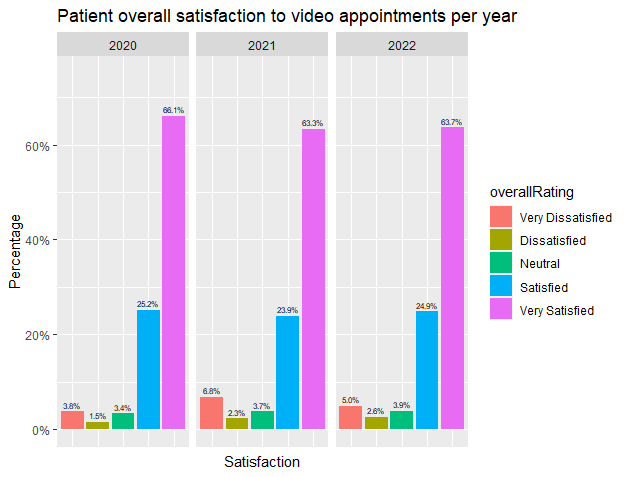 Patient overall satisfaction to video appointments per year
2020 2021 2022
66.1% 63.3% 63.7%
60%
Percentage
40%
25.2% 23.9% 24.9%
20%
3.8% 1.5% 3.4% 6.8% 2.3% 3.7% 5.0% 2.6% 3.9%
0%
Satisfaction
overallRating
Very Dissatisfied
Dissatisfied
Neutral
Satisfied
Very Satisfied